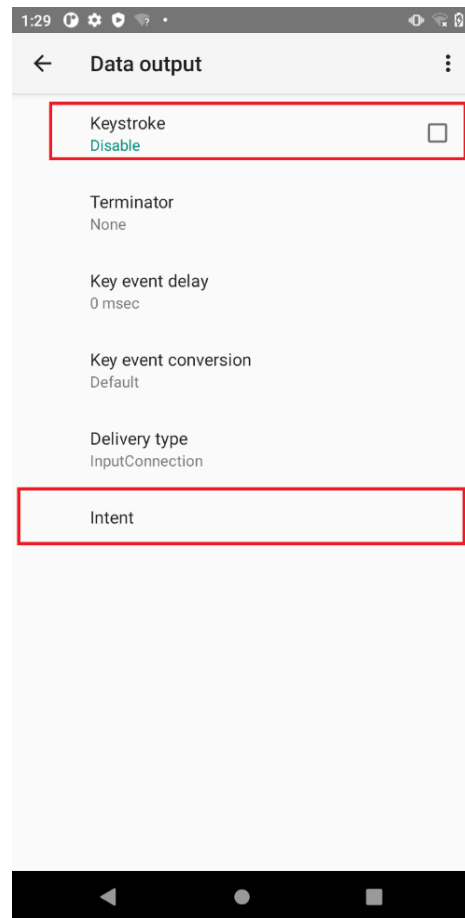 1:29
Data output
Keystroke
Disable
Terminator
None
Key event delay
0 msec
Key event conversion
Default
Delivery type
InputConnection
Intent